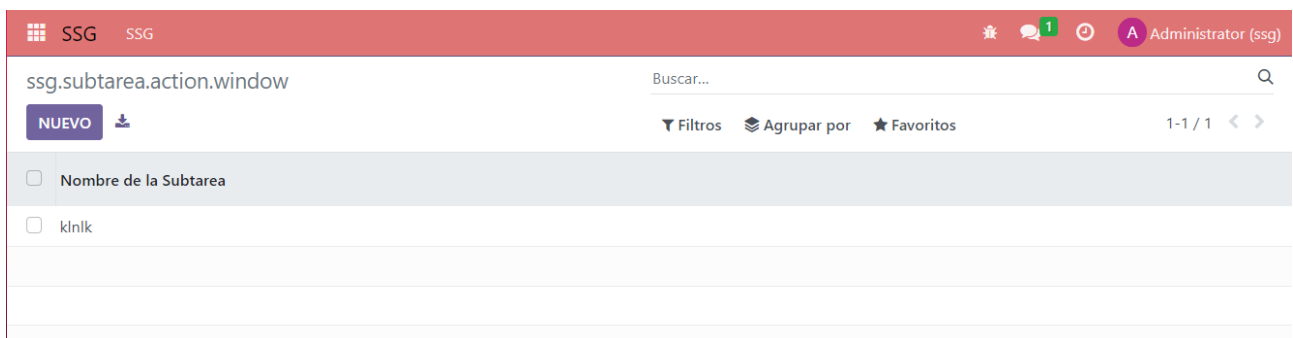 SSG SSG 1 A Administrator (ssg)
ssg.subtarea.action.window Buscar...
NUEVO Filtros Agrupar por Favoritos 1-1 / 1
Nombre de la Subtarea
klnlk